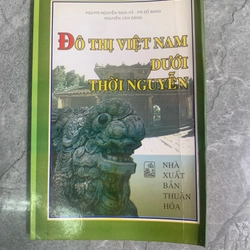 ĐÔ THỊ VIỆT NAM
DƯỚI
THỜI NGUYỄN
NHÀ
XUẤT
BẢN
THUẬN
HÓA